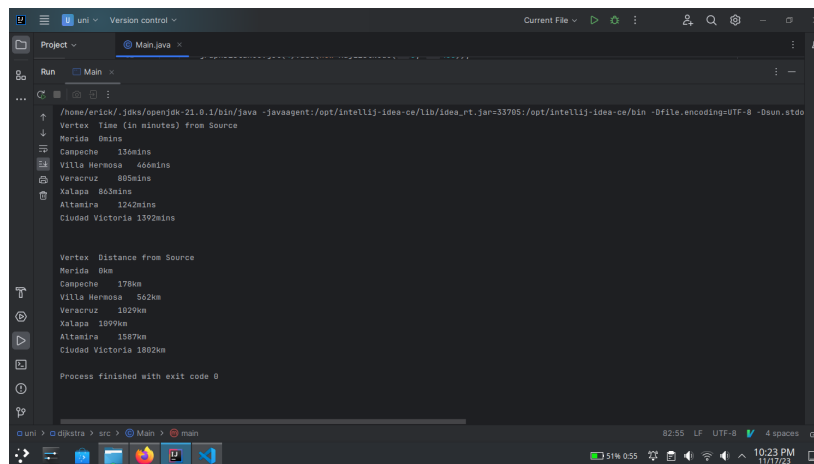 uni
Version control
Current File
Project
Main.java
Run
Main
/home/erick/.jdks/openjdk-21.0.1/bin/java -javaagent:/opt/intellij-idea-ce/lib/idea_rt.jar=33705:/opt/intellij-idea-ce/bin -Dfile.encoding=UTF-8 -Dsun.stdo
Vertex  Time (in minutes) from Source
Merida  0mins
Campeche    136mins
Villa Hermosa   466mins
Veracruz    805mins
Xalapa  863mins
Altamira    1242mins
Ciudad Victoria 1392mins
Vertex  Distance from Source
Merida  0km
Campeche    178km
Villa Hermosa   562km
Veracruz    1029km
Xalapa  1099km
Altamira    1587km
Ciudad Victoria 1802km
Process finished with exit code 0
uni > dijkstra > src > Main > main
82:55  LF  UTF-8  4 spaces
51% 0:55
10:23 PM
11/17/23